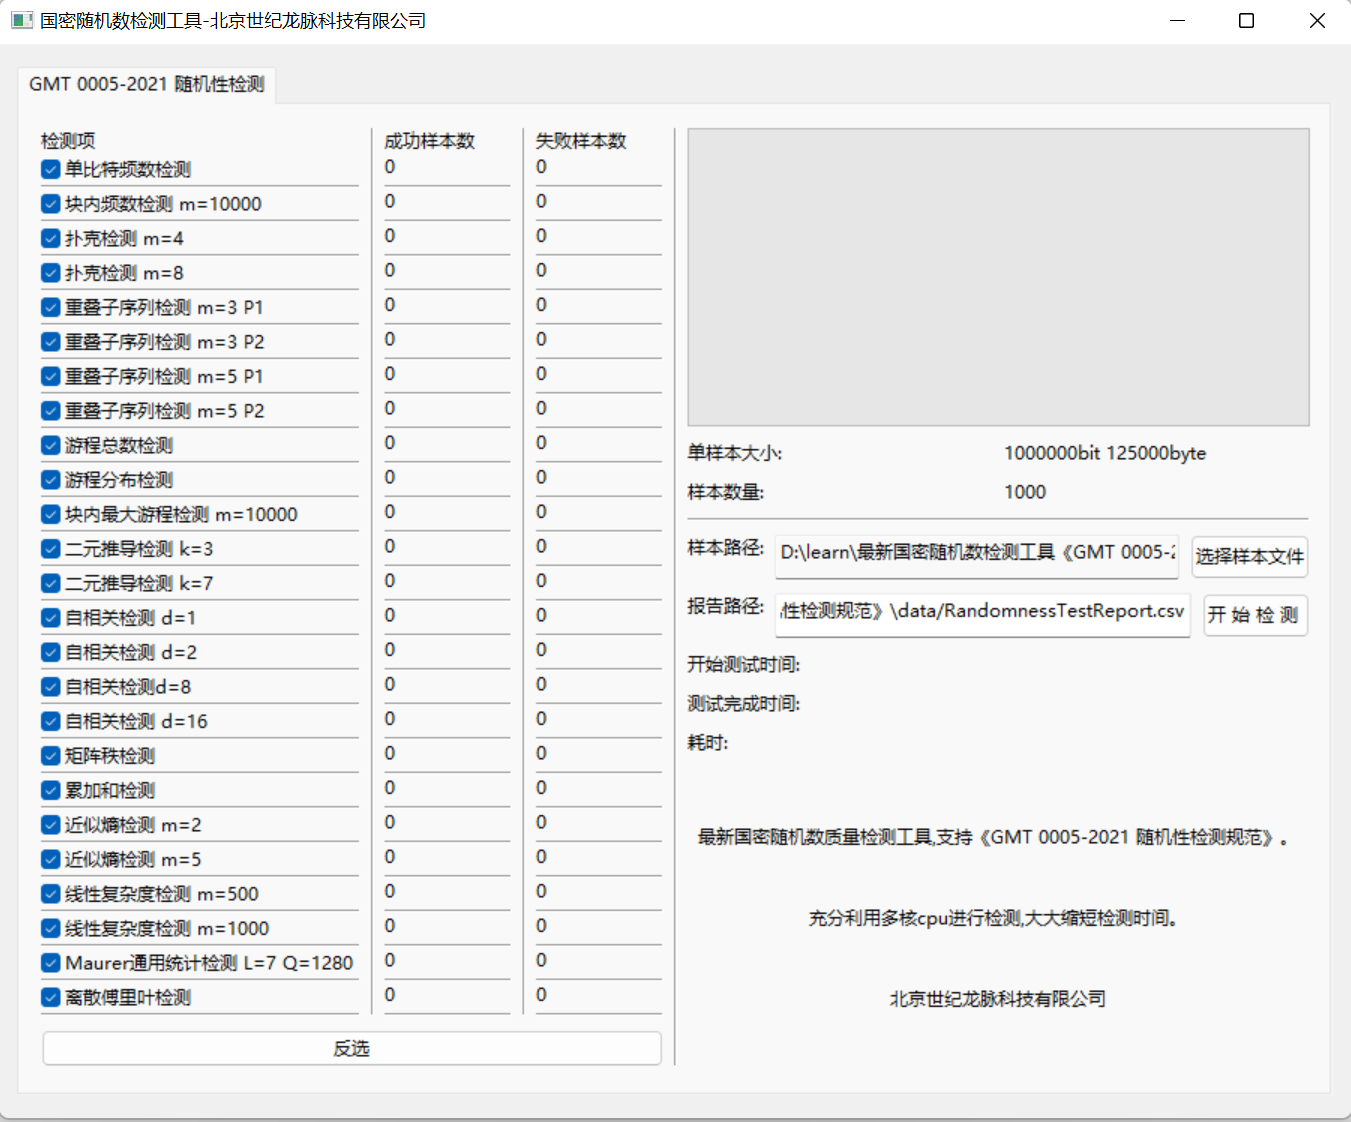 国密随机数检测工具-北京世纪龙脉科技有限公司
GMT 0005-2021 随机性检测
检测项 成功样本数 失败样本数
单比特频数检测 0 0
块内频数检测 m=10000 0 0
扑克检测 m=4 0 0
扑克检测 m=8 0 0
重叠子序列检测 m=3 P1 0 0
重叠子序列检测 m=3 P2 0 0
重叠子序列检测 m=5 P1 0 0
重叠子序列检测 m=5 P2 0 0
游程总数检测 0 0
游程分布检测 0 0
块内最大游程检测 m=10000 0 0
二元推导检测 k=3 0 0
二元推导检测 k=7 0 0
自相关检测 d=1 0 0
自相关检测 d=2 0 0
自相关检测d=8 0 0
自相关检测 d=16 0 0
矩阵秩检测 0 0
累加和检测 0 0
近似熵检测 m=2 0 0
近似熵检测 m=5 0 0
线性复杂度检测 m=500 0 0
线性复杂度检测 m=1000 0 0
Maurer通用统计检测 L=7 Q=1280 0 0
离散傅里叶检测 0 0
反选
单样本大小: 1000000bit 125000byte
样本数量: 1000
样本路径: D:\learn\最新国密随机数检测工具《GMT 0005-2 选择样本文件
报告路径: 性检测规范》\data/RandomnessTestReport.csv 开 始 检 测
开始测试时间:
测试完成时间:
耗时:
最新国密随机数质量检测工具,支持《GMT 0005-2021 随机性检测规范》。
充分利用多核cpu进行检测,大大缩短检测时间。
北京世纪龙脉科技有限公司